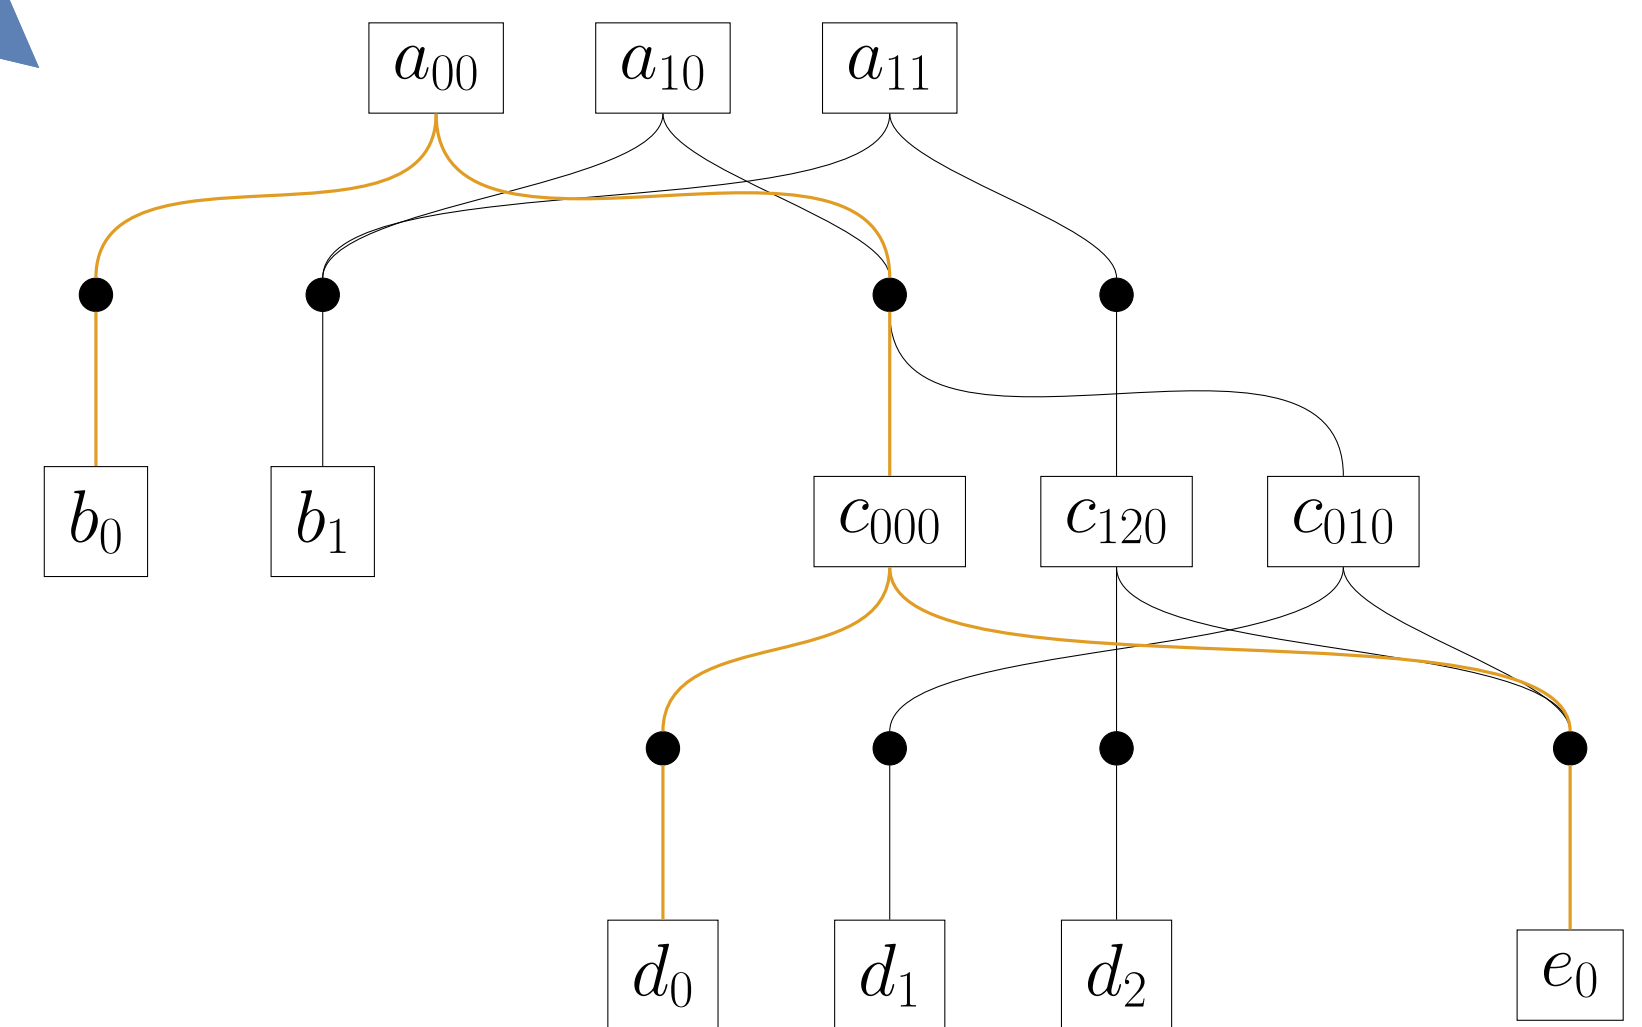 a₀₀ a₁₀ a₁₁
b₀ b₁ c₀₀₀ c₁₂₀ c₀₁₀
d₀ d₁ d₂ e₀